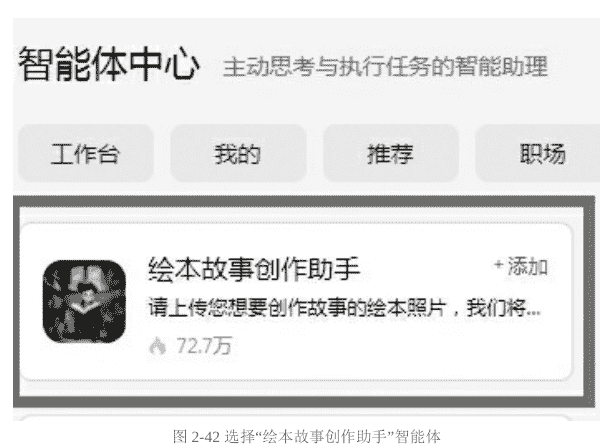 智能体中心 主动思考与执行任务的智能助理
工作台 我的 推荐 职场
绘本故事创作助手 +添加
请上传您想要创作故事的绘本照片，我们将...
72.7万
图 2-42 选择“绘本故事创作助手”智能体